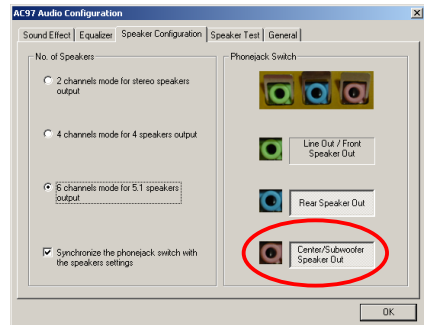 AC97 Audio Configuration
Sound Effect
Equalizer
Speaker Configuration
Speaker Test
General
No. of Speakers
2 channels mode for stereo speakers
output
4 channels mode for 4 speakers output
6 channels mode for 5.1 speakers
output
Synchronize the phonejack switch with
the speakers settings
Phonejack Switch
Line Out / Front
Speaker Out
Rear Speaker Out
Center/Subwoofer
Speaker Out
OK